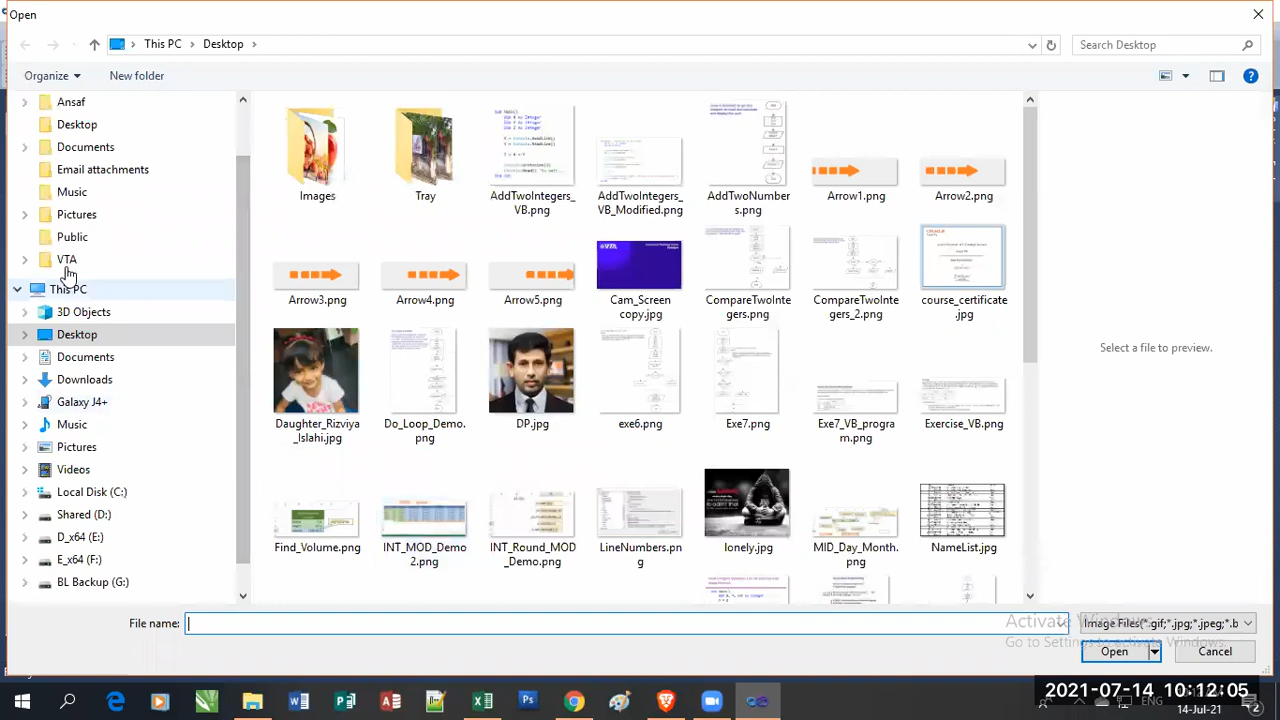 Open
This PC
Desktop
Search Desktop
Organize
New folder
Ansaf
Desktop
Documents
Email attachments
Music
Pictures
Public
VTA
This PC
3D Objects
Desktop
Documents
Downloads
Galaxy J4+
Music
Pictures
Videos
Local Disk (C:)
Shared (D:)
D_x64 (E:)
E_x64 (F:)
BL Backup (G:)
Images
Tray
AddTwoIntegers_
VB.png
AddTwoIntegers_
VB_Modified.png
AddTwoNumber
s.png
Arrow1.png
Arrow2.png
Arrow3.png
Arrow4.png
Arrow5.png
Cam_Screen
copy.jpg
CompareTwoInte
gers.png
CompareTwoInt
egers_2.png
course_certificate
.jpg
Daughter_Rizviya
_Islahi.jpg
Do_Loop_Demo.
png
DP.jpg
exe6.png
Exe7.png
Exe7_VB_progra
m.png
Exercise_VB.png
Find_Volume.png
INT_MOD_Demo
2.png
INT_Round_MOD
_Demo.png
LineNumbers.pn
g
lonely.jpg
MID_Day_Month.
png
NameList.jpg
Select a file to preview.
File name:
Image Files(*.gif;*.jpg;*.jpeg;*.b
Activate Windows
Go to Settings to activate Windows.
Open
Cancel
2021-07-14 10:12:05
ENG
14-Jul-21